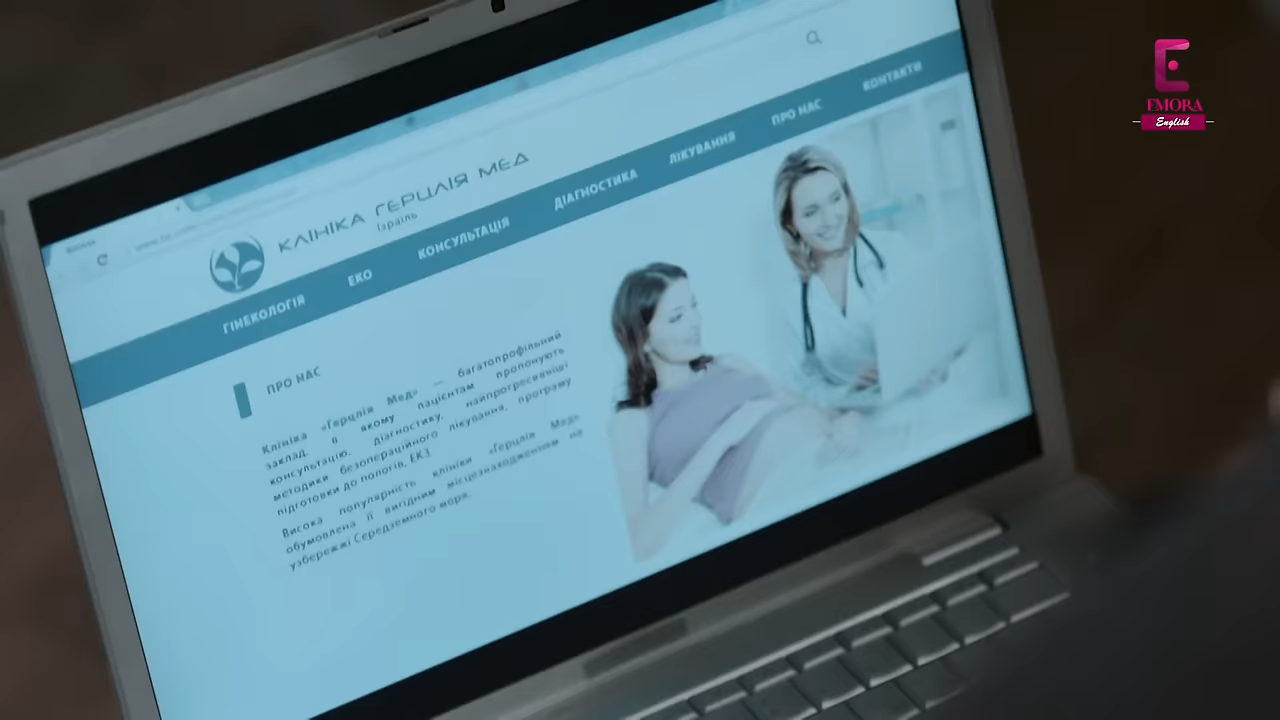 КЛІНІКА ГЕРЦЛІЯ МЕД
Ізраїль
ГІНЕКОЛОГІЯ ЕКО КОНСУЛЬТАЦІЯ ДІАГНОСТИКА ЛІКУВАННЯ ПРО НАС КОНТАКТИ
ПРО НАС
Клініка «Герцлія Мед» — багатопрофільний
заклад, в якому пацієнтам пропонують
консультацію, діагностику, найпрогресивніші
методики безопераційного лікування, програму
підготовки до пологів, ЕКЗ.
Висока популярність клініки «Герцлія Мед»
обумовлена її вигідним місцезнаходженням на
узбережжі Середземного моря.
EMORA
English